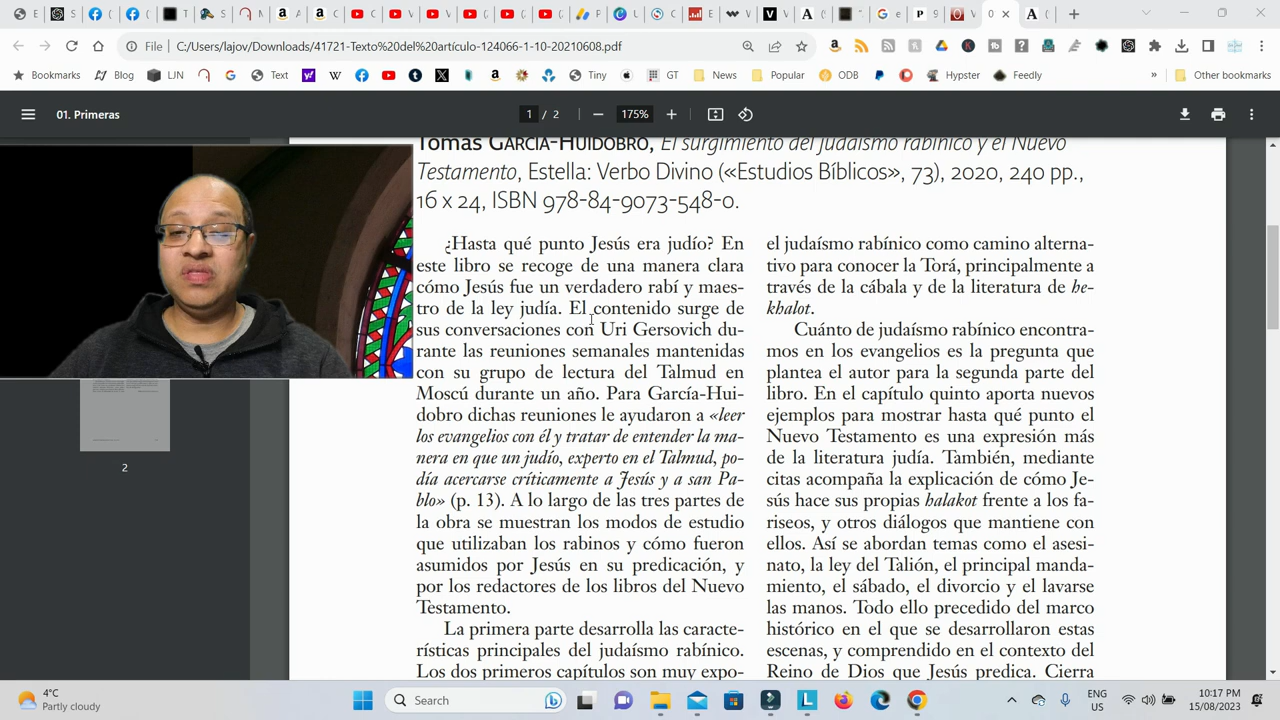 File
C:/Users/lajov/Downloads/41721-Texto%20del%20artículo-124066-1-10-20210608.pdf
Bookmarks
Blog
LJN
Text
Tiny
GT
News
Popular
ODB
Hypster
Feedly
»
Other bookmarks
01. Primeras
1 / 2
175%
Tomás García-Huidobro, El surgimiento del judaísmo rabínico y el Nuevo
Testamento, Estella: Verbo Divino («Estudios Bíblicos», 73), 2020, 240 pp.,
16 x 24, ISBN 978-84-9073-548-0.
¿Hasta qué punto Jesús era judío? En
este libro se recoge de una manera clara
cómo Jesús fue un verdadero rabí y maes-
tro de la ley judía. El contenido surge de
sus conversaciones con Uri Gersovich du-
rante las reuniones semanales mantenidas
con su grupo de lectura del Talmud en
Moscú durante un año. Para García-Hui-
dobro dichas reuniones le ayudaron a «leer
los evangelios con él y tratar de entender la ma-
nera en que un judío, experto en el Talmud, po-
día acercarse críticamente a Jesús y a san Pa-
blo» (p. 13). A lo largo de las tres partes de
la obra se muestran los modos de estudio
que utilizaban los rabinos y cómo fueron
asumidos por Jesús en su predicación, y
por los redactores de los libros del Nuevo
Testamento.
La primera parte desarrolla las caracte-
rísticas principales del judaísmo rabínico.
Los dos primeros capítulos son muy expo-
el judaísmo rabínico como camino alterna-
tivo para conocer la Torá, principalmente a
través de la cábala y de la literatura de he-
khalot.
Cuánto de judaísmo rabínico encontra-
mos en los evangelios es la pregunta que
plantea el autor para la segunda parte del
libro. En el capítulo quinto aporta nuevos
ejemplos para mostrar hasta qué punto el
Nuevo Testamento es una expresión más
de la literatura judía. También, mediante
citas acompaña la explicación de cómo Je-
sús hace sus propias halakot frente a los fa-
riseos, y otros diálogos que mantiene con
ellos. Así se abordan temas como el asesi-
nato, la ley del Talión, el principal manda-
miento, el sábado, el divorcio y el lavarse
las manos. Todo ello precedido del marco
histórico en el que se desarrollaron estas
escenas, y comprendido en el contexto del
Reino de Dios que Jesús predica. Cierra
2
4°C
Partly cloudy
Search
ENG
US
10:17 PM
15/08/2023